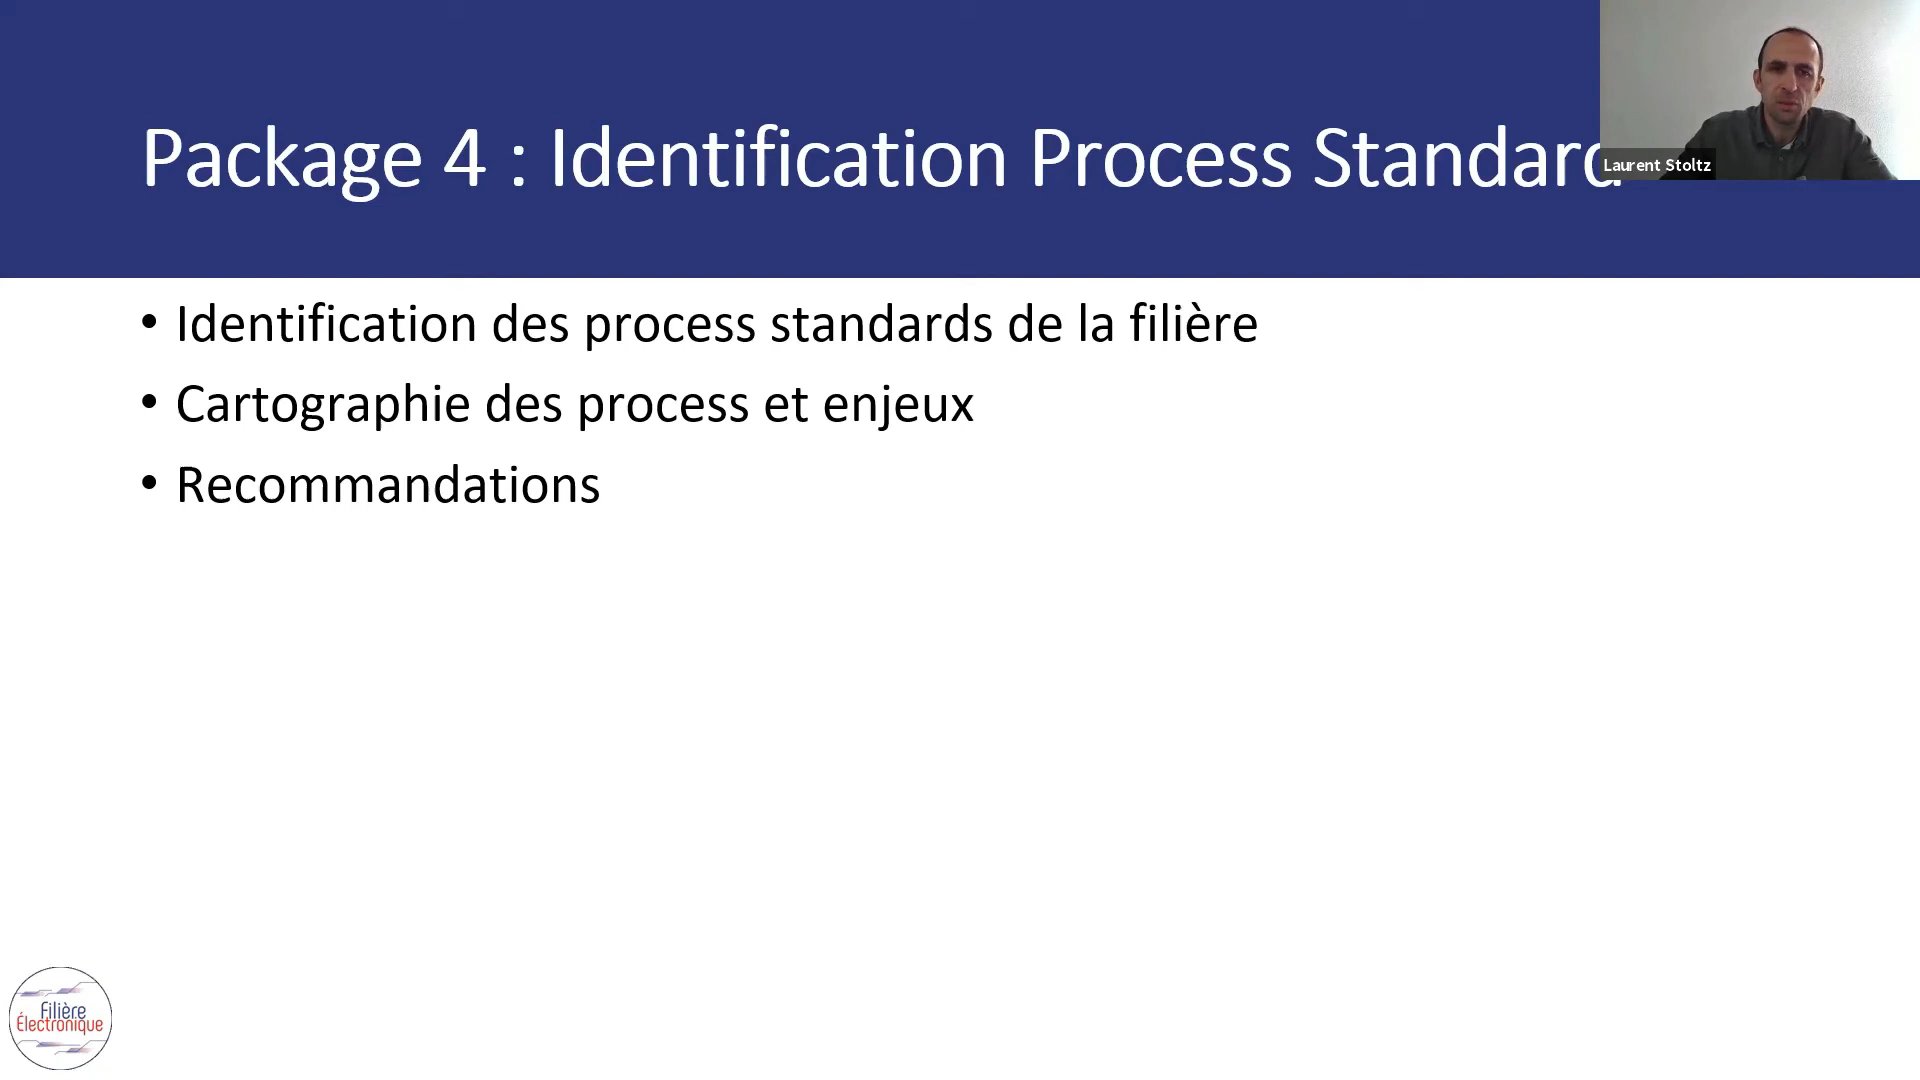 Package 4 : Identification Process Standard
Laurent Stoltz
• Identification des process standards de la filière
• Cartographie des process et enjeux
• Recommandations
Filière
Électronique